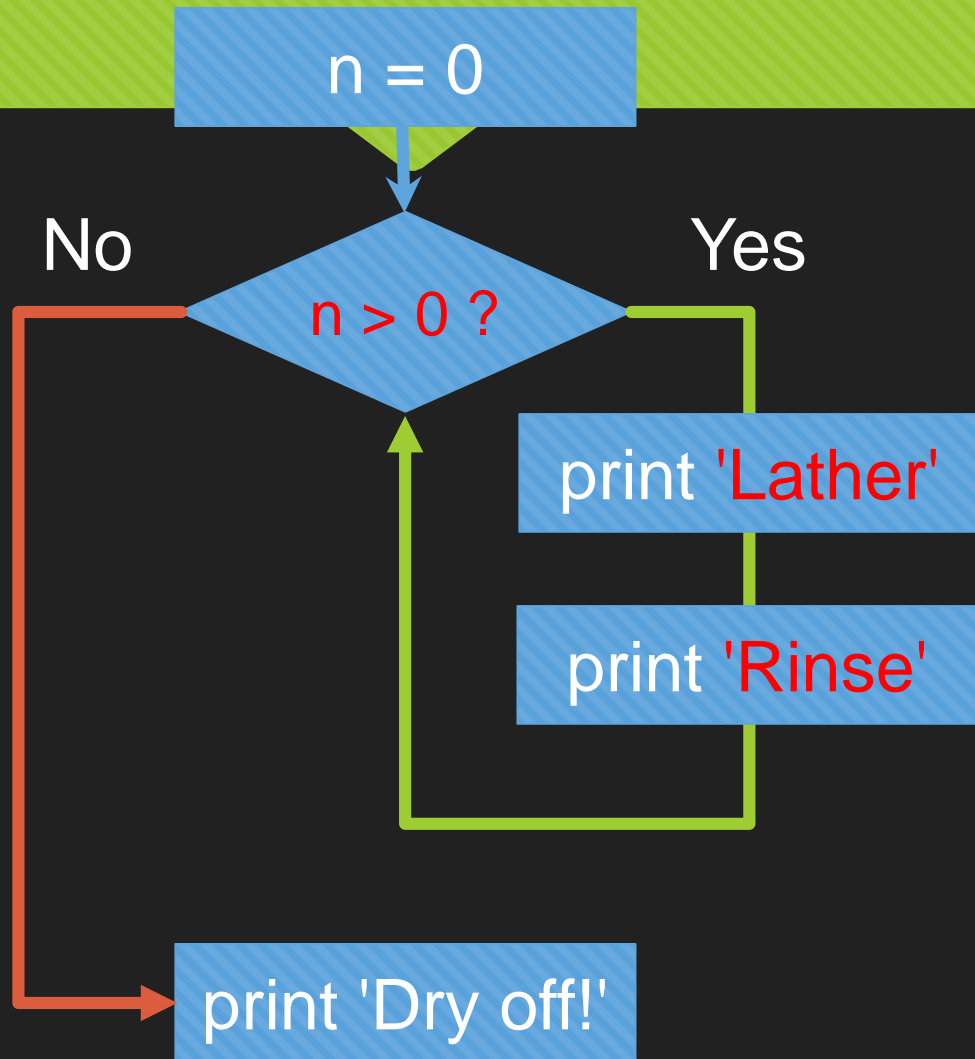 n = 0
No
Yes
n > 0 ?
print 'Lather'
print 'Rinse'
print 'Dry off!'